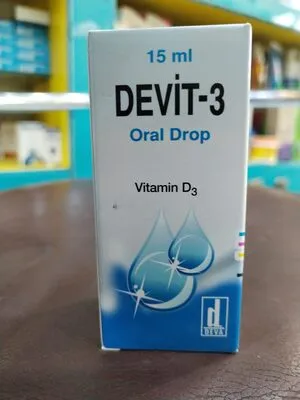 15 ml
DEVİT-3
Oral Drop
Vitamin D₃
d
DEVA